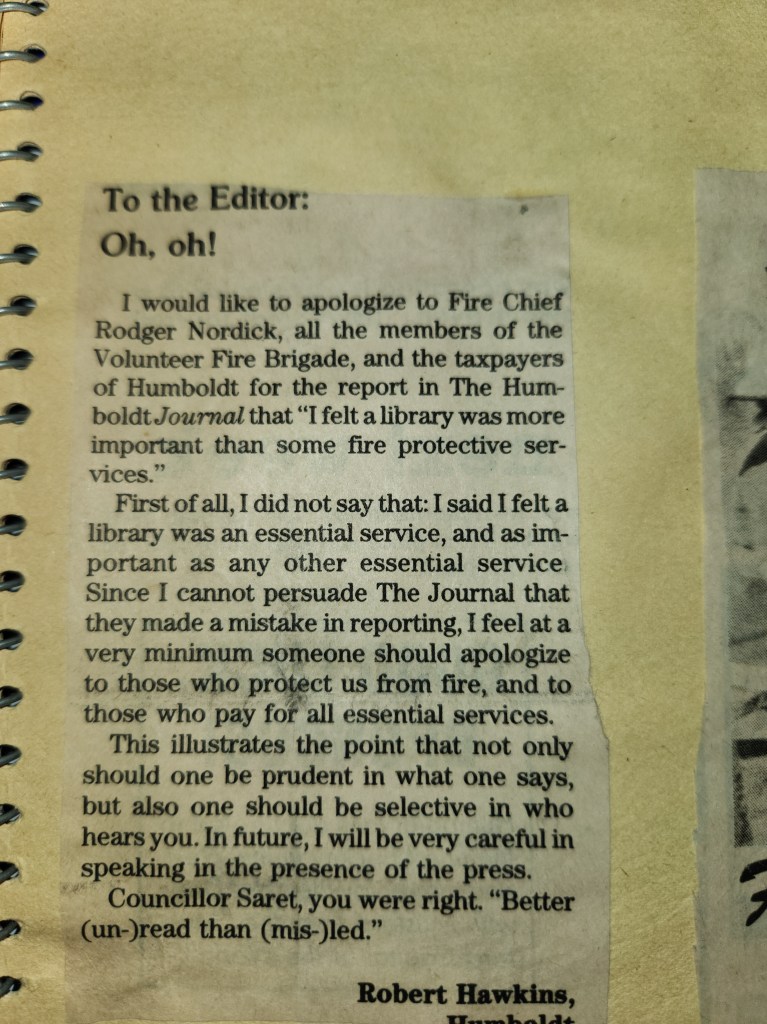 To the Editor:
Oh, oh!
I would like to apologize to Fire Chief
Rodger Nordick, all the members of the
Volunteer Fire Brigade, and the taxpayers
of Humboldt for the report in The Hum-
boldt Journal that “I felt a library was more
important than some fire protective ser-
vices.”
First of all, I did not say that: I said I felt a
library was an essential service, and as im-
portant as any other essential service.
Since I cannot persuade The Journal that
they made a mistake in reporting, I feel at a
very minimum someone should apologize
to those who protect us from fire, and to
those who pay for all essential services.
This illustrates the point that not only
should one be prudent in what one says,
but also one should be selective in who
hears you. In future, I will be very careful in
speaking in the presence of the press.
Councillor Saret, you were right. “Better
(un-)read than (mis-)led.”
Robert Hawkins,
Humboldt